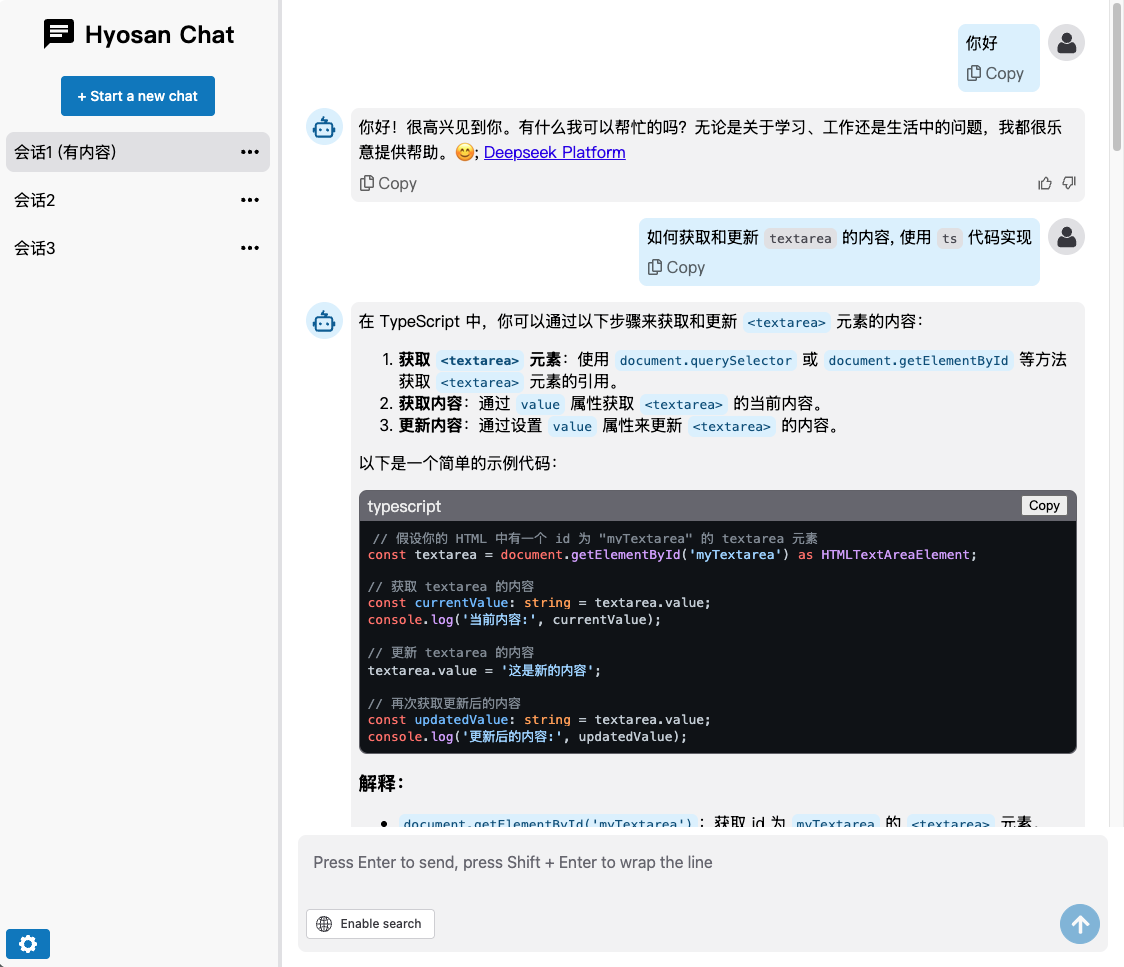 Hyosan Chat
+ Start a new chat
会话1 (有内容)
会话2
会话3
你好
Copy
你好！很高兴见到你。有什么我可以帮忙的吗？无论是关于学习、工作还是生活中的问题，我都很乐
意提供帮助。😊; Deepseek Platform
Copy
如何获取和更新 textarea 的内容, 使用 ts 代码实现
Copy
在 TypeScript 中，你可以通过以下步骤来获取和更新 <textarea> 元素的内容：
1. 获取 <textarea> 元素：使用 document.querySelector 或 document.getElementById 等方法
获取 <textarea> 元素的引用。
2. 获取内容：通过 value 属性获取 <textarea> 的当前内容。
3. 更新内容：通过设置 value 属性来更新 <textarea> 的内容。
以下是一个简单的示例代码：
typescript
Copy
// 假设你的 HTML 中有一个 id 为 "myTextarea" 的 textarea 元素
const textarea = document.getElementById('myTextarea') as HTMLTextAreaElement;
// 获取 textarea 的内容
const currentValue: string = textarea.value;
console.log('当前内容:', currentValue);
// 更新 textarea 的内容
textarea.value = '这是新的内容';
// 再次获取更新后的内容
const updatedValue: string = textarea.value;
console.log('更新后的内容:', updatedValue);
解释：
document.getElementById('myTextarea')：获取 id 为 myTextarea 的 <textarea> 元素。
Press Enter to send, press Shift + Enter to wrap the line
Enable search